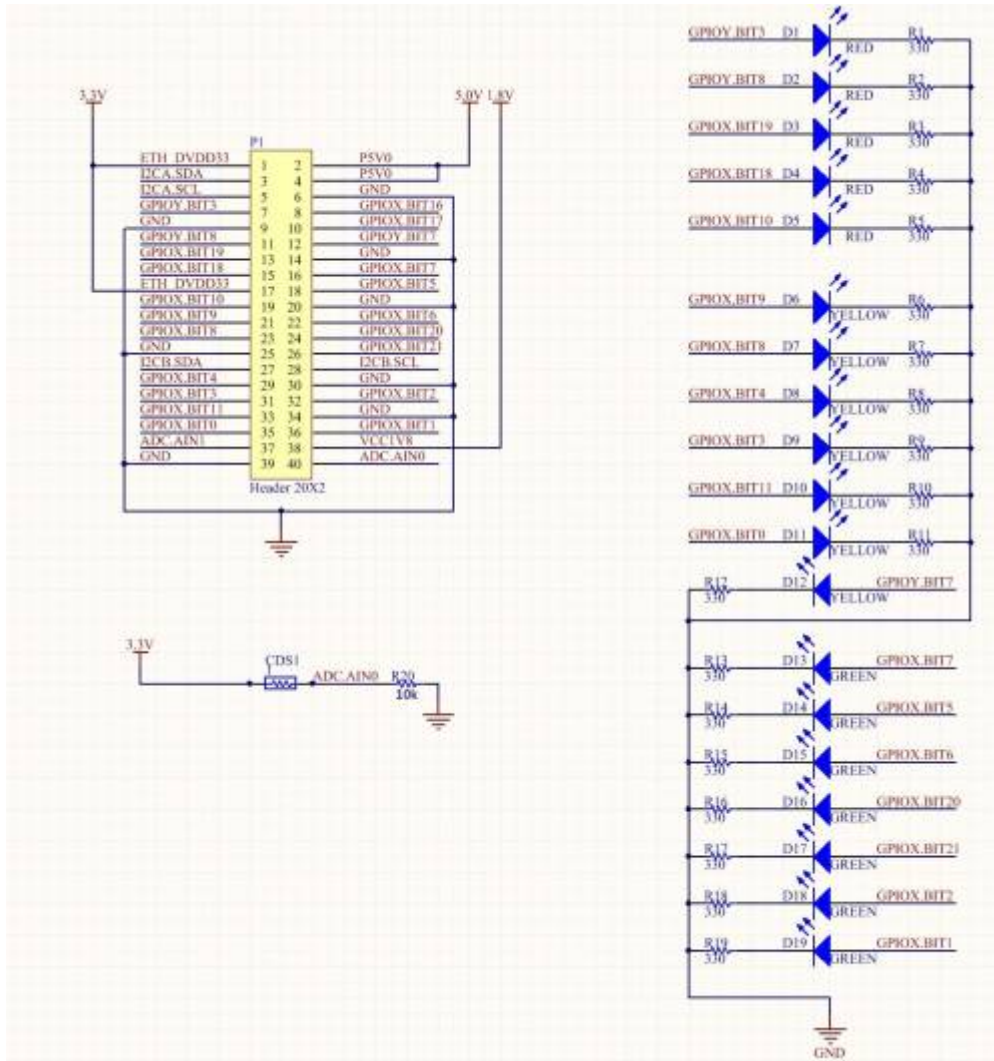 3.3V
5.0V 1.8V
P1
ETH_DVDD33 1 2 P5V0
I2CA.SDA 3 4 P5V0
I2CA.SCL 5 6 GND
GPIOY.BIT3 7 8 GPIOX.BIT16
GND 9 10 GPIOX.BIT17
GPIOY.BIT8 11 12 GPIOY.BIT7
GPIOX.BIT19 13 14 GND
GPIOX.BIT18 15 16 GPIOX.BIT7
ETH_DVDD33 17 18 GPIOX.BIT5
GPIOX.BIT10 19 20 GND
GPIOX.BIT9 21 22 GPIOX.BIT6
GPIOX.BIT8 23 24 GPIOX.BIT20
GND 25 26 GPIOX.BIT21
I2CB.SDA 27 28 I2CB.SCL
GPIOX.BIT4 29 30 GND
GPIOX.BIT3 31 32 GPIOX.BIT2
GPIOX.BIT11 33 34 GND
GPIOX.BIT0 35 36 GPIOX.BIT1
ADC.AIN1 37 38 VCC1V8
GND 39 40 ADC.AIN0
Header 20X2
3.3V
CDS1
ADC.AIN0 R20
10k
GPIOY.BIT3 D1 R1
RED 330
GPIOY.BIT8 D2 R2
RED 330
GPIOX.BIT19 D3 R3
RED 330
GPIOX.BIT18 D4 R4
RED 330
GPIOX.BIT10 D5 R5
RED 330
GPIOX.BIT9 D6 R6
YELLOW 330
GPIOX.BIT8 D7 R7
YELLOW 330
GPIOX.BIT4 D8 R8
YELLOW 330
GPIOX.BIT3 D9 R9
YELLOW 330
GPIOX.BIT11 D10 R10
YELLOW 330
GPIOX.BIT0 D11 R11
YELLOW 330
R12 D12 GPIOY.BIT7
330 YELLOW
R13 D13 GPIOX.BIT7
330 GREEN
R14 D14 GPIOX.BIT5
330 GREEN
R15 D15 GPIOX.BIT6
330 GREEN
R16 D16 GPIOX.BIT20
330 GREEN
R17 D17 GPIOX.BIT21
330 GREEN
R18 D18 GPIOX.BIT2
330 GREEN
R19 D19 GPIOX.BIT1
330 GREEN
GND